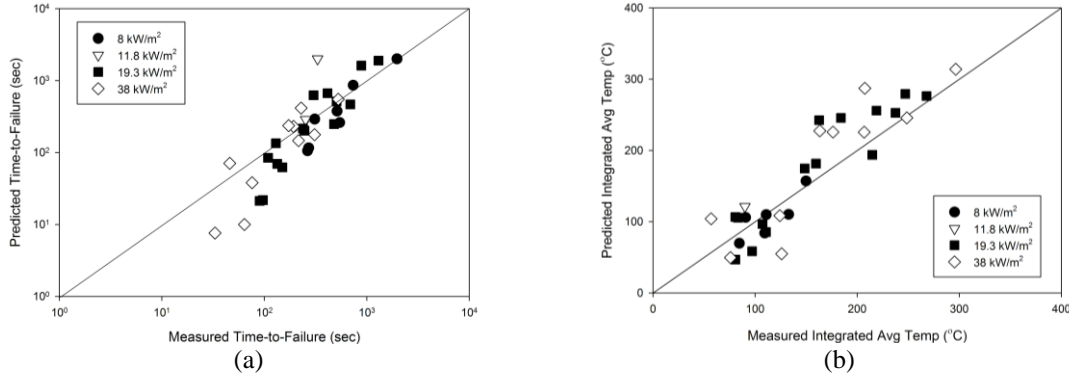 8 kW/m²
11.8 kW/m²
19.3 kW/m²
38 kW/m²
Predicted Time-to-Failure (sec)
10⁴
10³
10²
10¹
10⁰
10⁰ 10¹ 10² 10³ 10⁴
Measured Time-to-Failure (sec)
(a)
Predicted Integrated Avg Temp (°C)
400
300
200
100
0
8 kW/m²
11.8 kW/m²
19.3 kW/m²
38 kW/m²
0 100 200 300 400
Measured Integrated Avg Temp (°C)
(b)